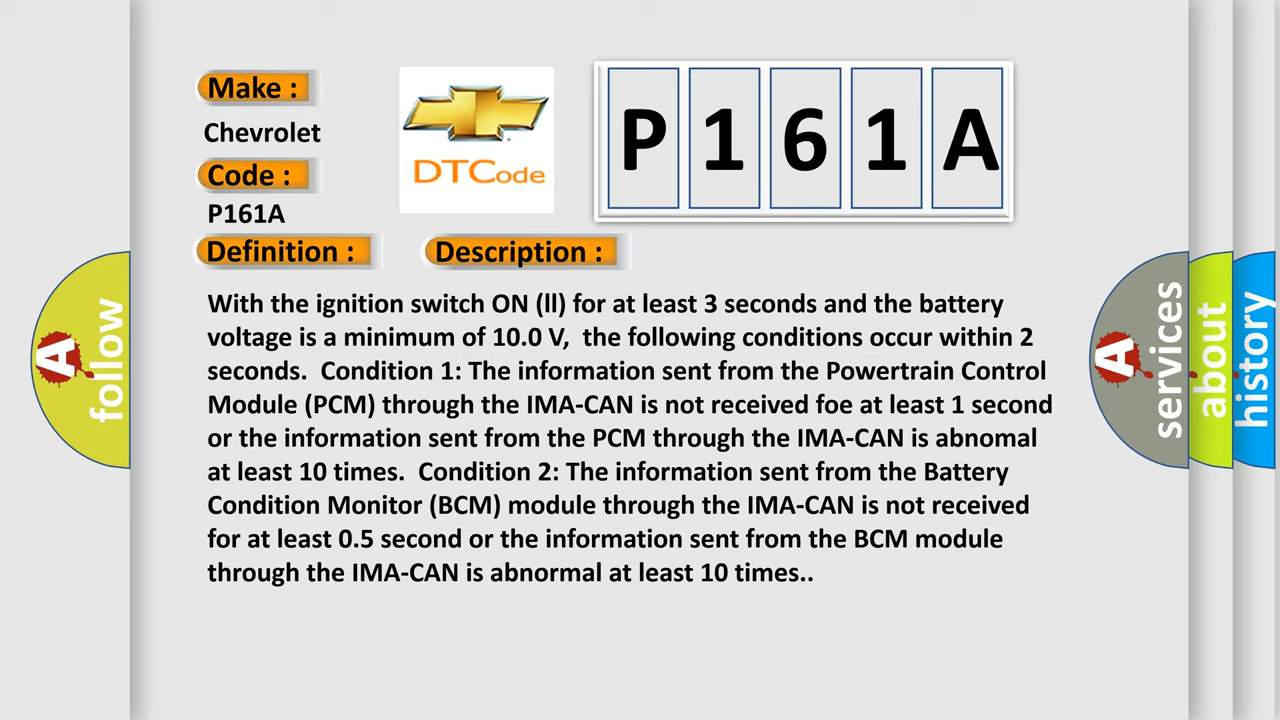 Make :
Chevrolet
Code :
P161A
Definition :
Description :
DTCode
P161A
With the ignition switch ON (ll) for at least 3 seconds and the battery
voltage is a minimum of 10.0 V,  the following conditions occur within 2
seconds.  Condition 1: The information sent from the Powertrain Control
Module (PCM) through the IMA-CAN is not received foe at least 1 second
or the information sent from the PCM through the IMA-CAN is abnomal
at least 10 times.  Condition 2: The information sent from the Battery
Condition Monitor (BCM) module through the IMA-CAN is not received
for at least 0.5 second or the information sent from the BCM module
through the IMA-CAN is abnormal at least 10 times..
A
follow
A
services
about
history